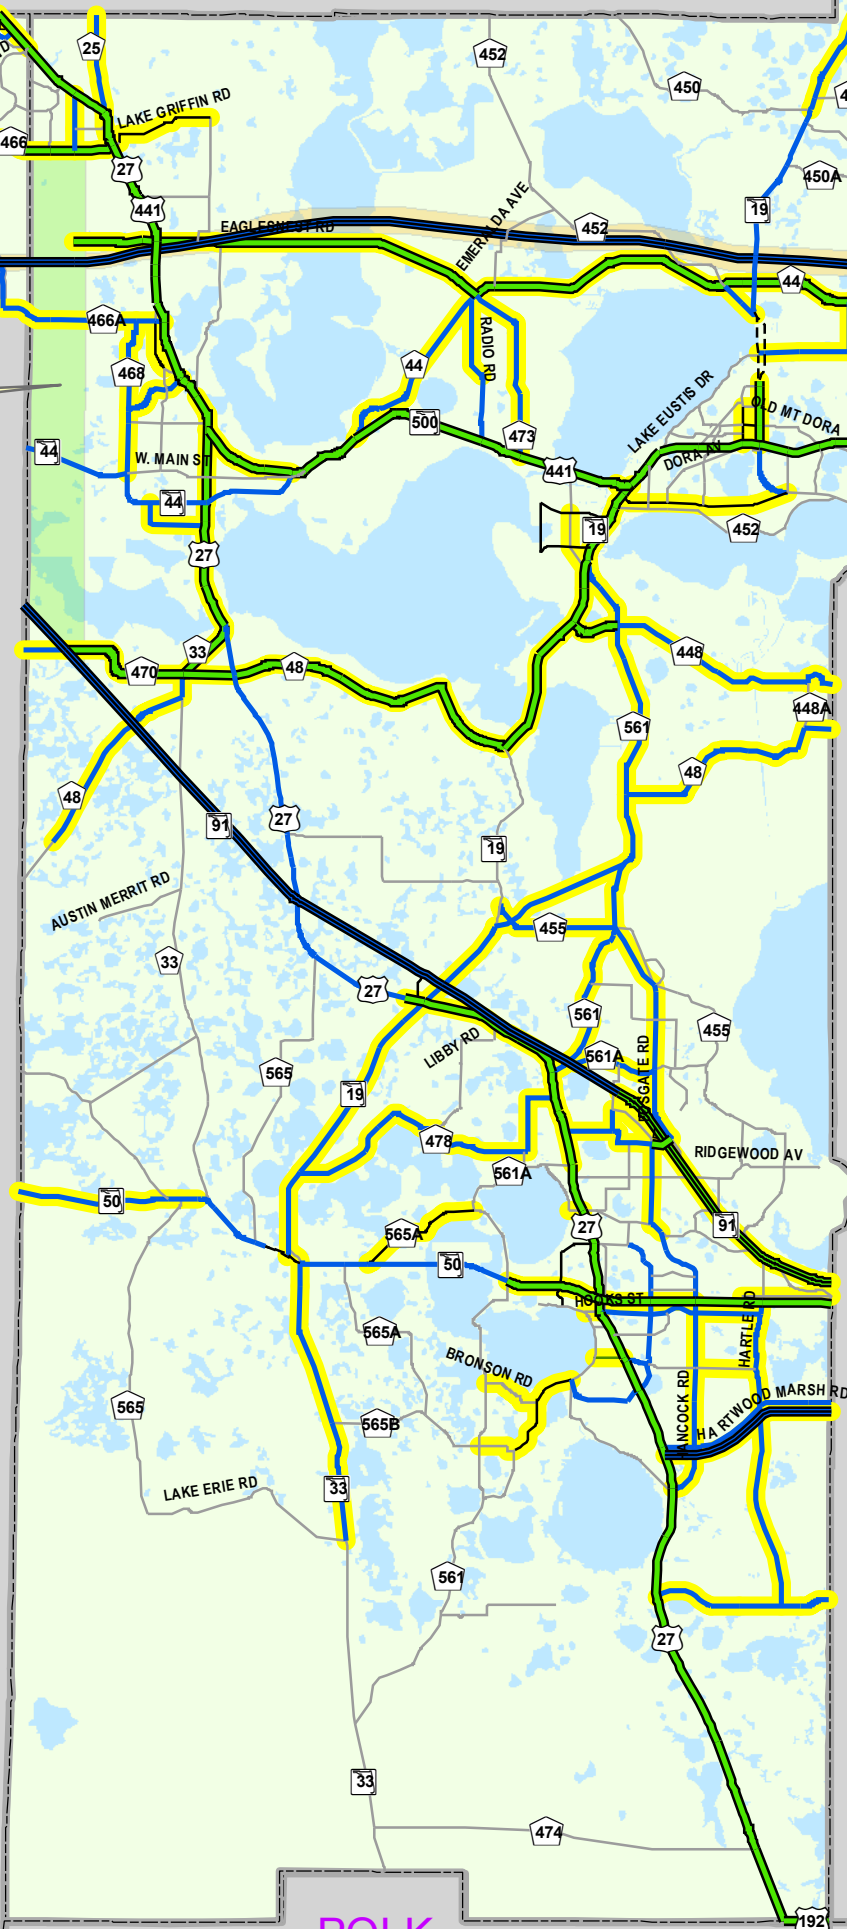 25
452
450
LAKE GRIFFIN RD
466
27
450A
441
19
EMERALDA AVE
EAGLESNEST RD
452
44
466A
RADIO RD
468
44
LAKE EUSTIS DR
OLD MT DORA
500
473
DORA AV
44
W. MAIN ST
441
44
19
452
27
33
448
470
48
448A
561
48
48
27
91
19
AUSTIN MERRIT RD
455
33
27
561
455
LIBBY RD
561A
565
19
478
RIDGEWOOD AV
561A
50
27
91
565A
50
HOOKS ST
HARTLE RD
565A
BRONSON RD
HANCOCK RD
HARTWOOD MARSH RD
565
565B
LAKE ERIE RD
33
561
27
33
474
192
POLK